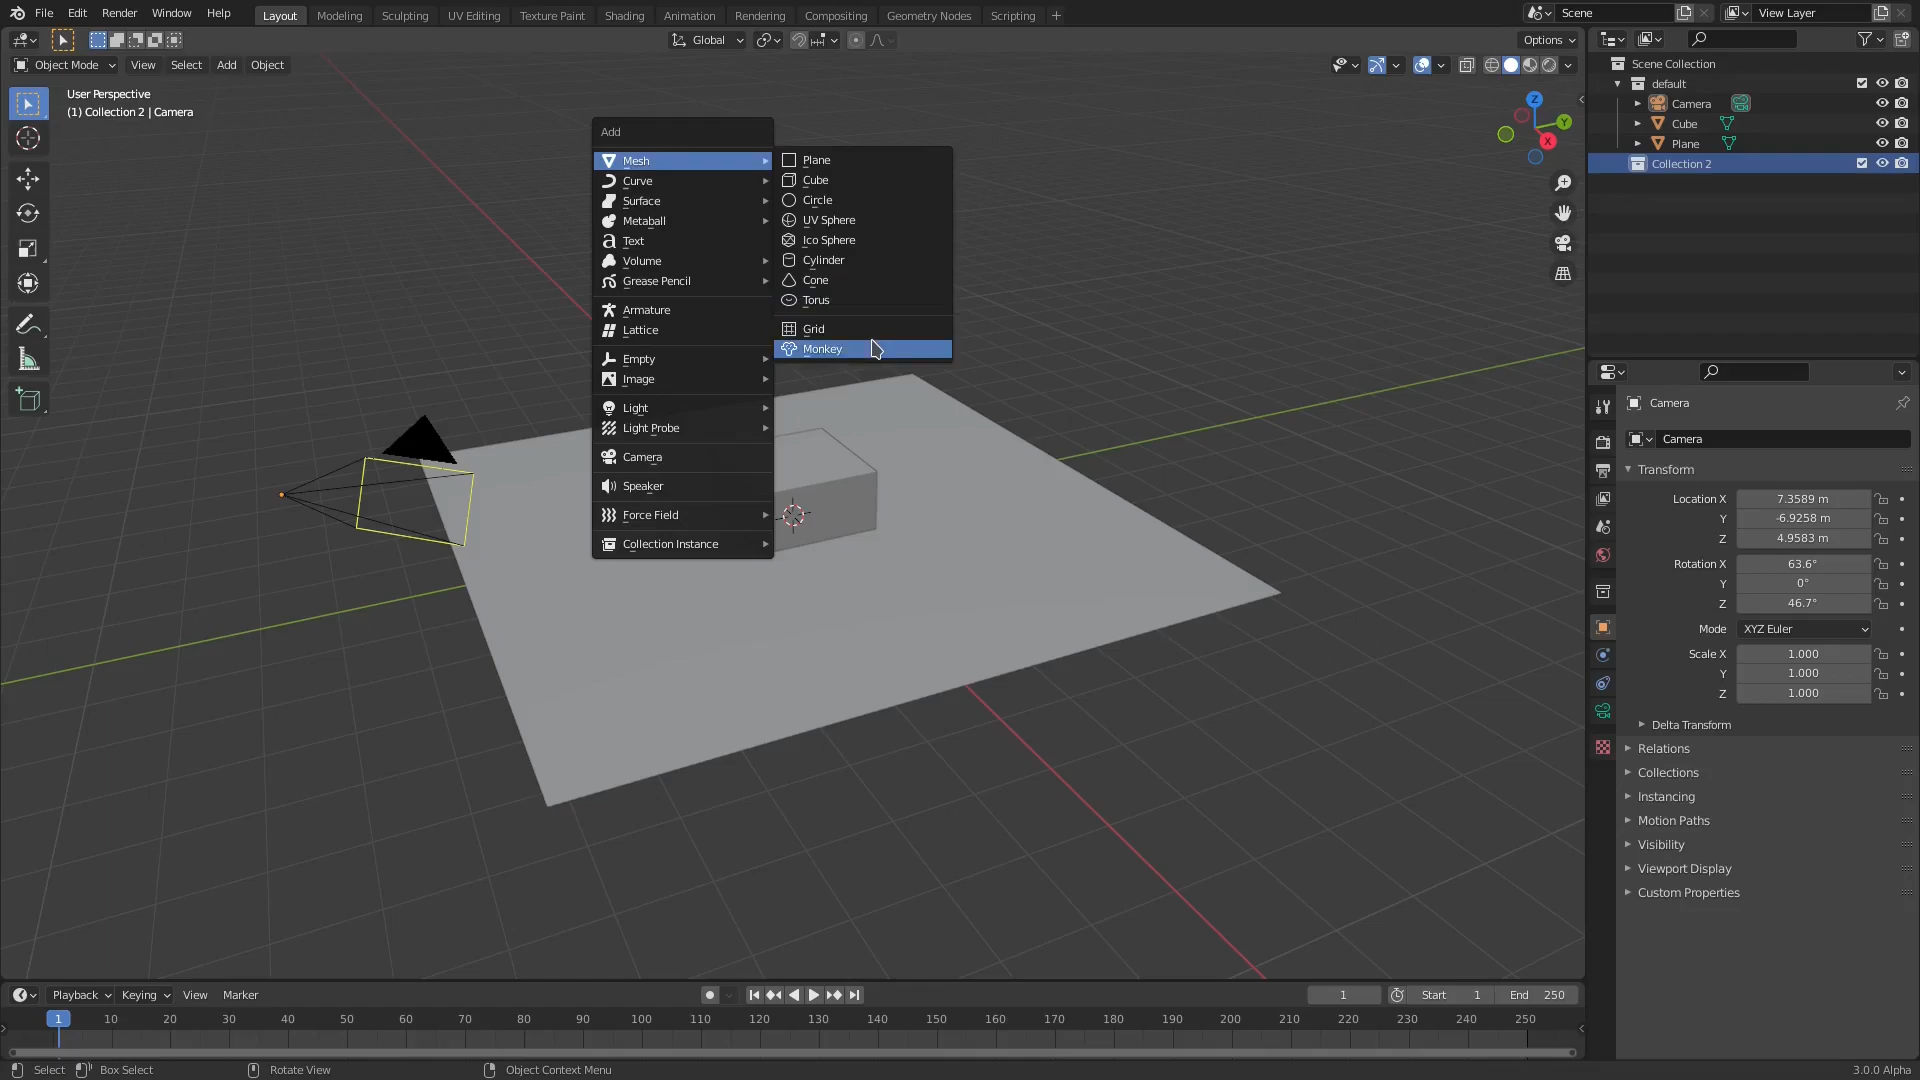 File Edit Render Window Help
Layout Modeling Sculpting UV Editing Texture Paint Shading Animation Rendering Compositing Geometry Nodes Scripting +
Scene
View Layer
Global
Options
Object Mode View Select Add Object
User Perspective
(1) Collection 2 | Camera
Z
Y
X
Add
Mesh
Curve
Surface
Metaball
Text
Volume
Grease Pencil
Armature
Lattice
Empty
Image
Light
Light Probe
Camera
Speaker
Force Field
Collection Instance
Plane
Cube
Circle
UV Sphere
Ico Sphere
Cylinder
Cone
Torus
Grid
Monkey
Scene Collection
default
Camera
Cube
Plane
Collection 2
Camera
Camera
Transform
Location X 7.3589 m
Y -6.9258 m
Z 4.9583 m
Rotation X 63.6°
Y 0°
Z 46.7°
Mode XYZ Euler
Scale X 1.000
Y 1.000
Z 1.000
Delta Transform
Relations
Collections
Instancing
Motion Paths
Visibility
Viewport Display
Custom Properties
Playback Keying View Marker
1 Start 1 End 250
1 10 20 30 40 50 60 70 80 90 100 110 120 130 140 150 160 170 180 190 200 210 220 230 240 250
Select Box Select Rotate View Object Context Menu 3.0.0 Alpha